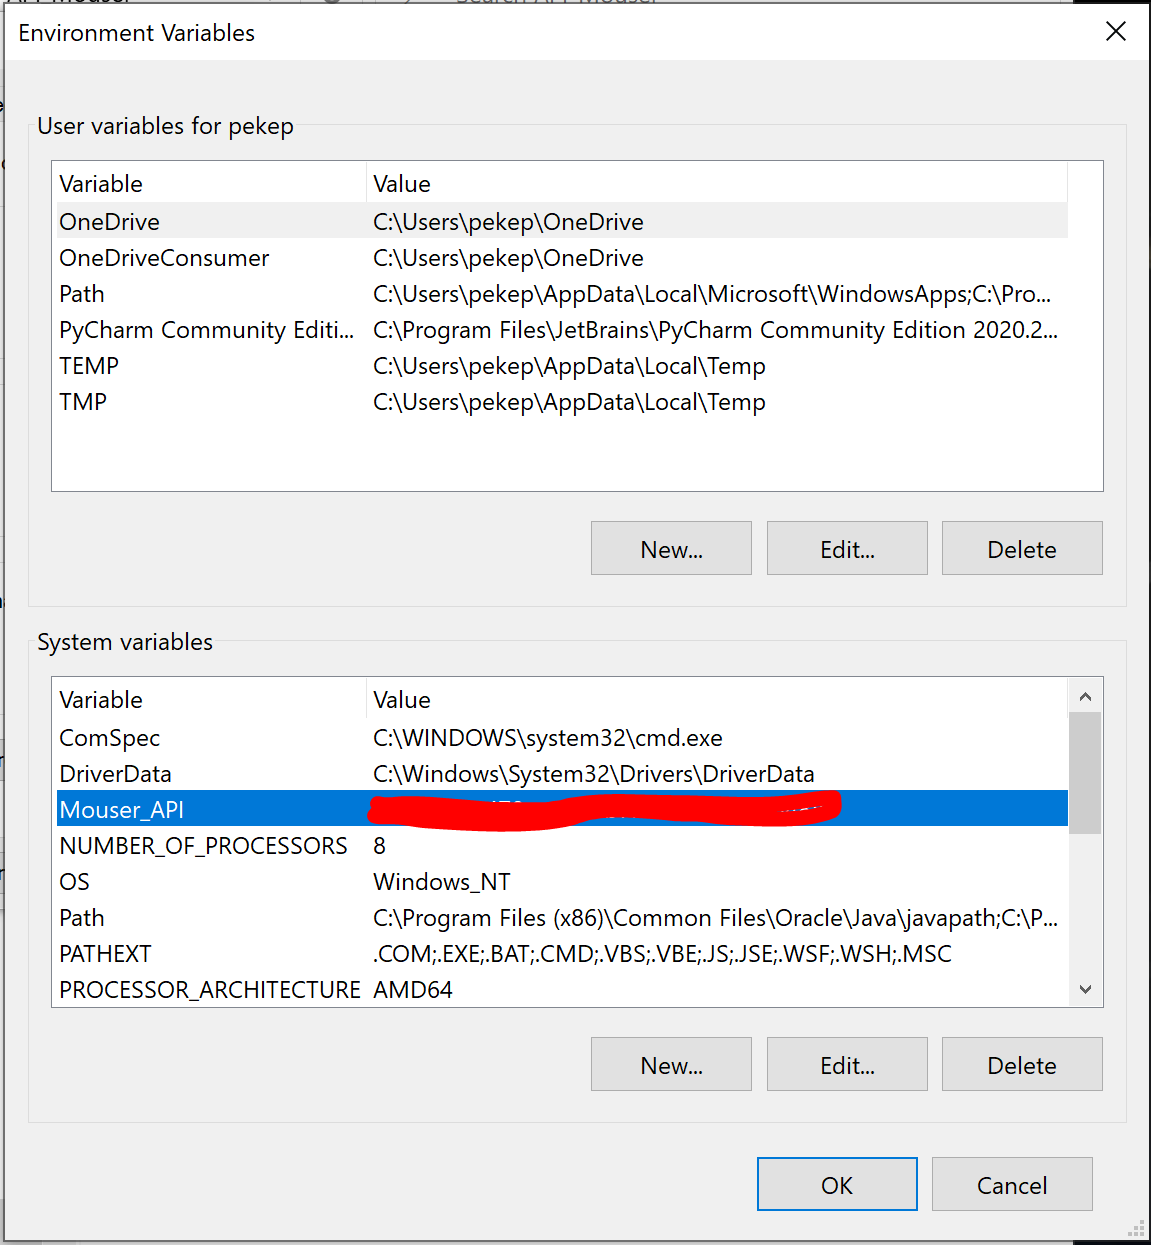 Environment Variables
User variables for pekep
Variable Value
OneDrive C:\Users\pekep\OneDrive
OneDriveConsumer C:\Users\pekep\OneDrive
Path C:\Users\pekep\AppData\Local\Microsoft\WindowsApps;C:\Pro...
PyCharm Community Editi... C:\Program Files\JetBrains\PyCharm Community Edition 2020.2...
TEMP C:\Users\pekep\AppData\Local\Temp
TMP C:\Users\pekep\AppData\Local\Temp
New... Edit... Delete
System variables
Variable Value
ComSpec C:\WINDOWS\system32\cmd.exe
DriverData C:\Windows\System32\Drivers\DriverData
Mouser_API
NUMBER_OF_PROCESSORS 8
OS Windows_NT
Path C:\Program Files (x86)\Common Files\Oracle\Java\javapath;C:\P...
PATHEXT .COM;.EXE;.BAT;.CMD;.VBS;.VBE;.JS;.JSE;.WSF;.WSH;.MSC
PROCESSOR_ARCHITECTURE AMD64
New... Edit... Delete
OK Cancel